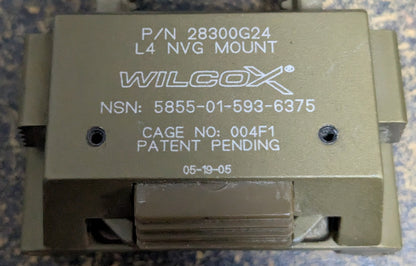 P/N 28300G24
L4 NVG MOUNT
WILCOX®
NSN: 5855-01-593-6375
CAGE NO: 004F1
PATENT PENDING
05-19-05